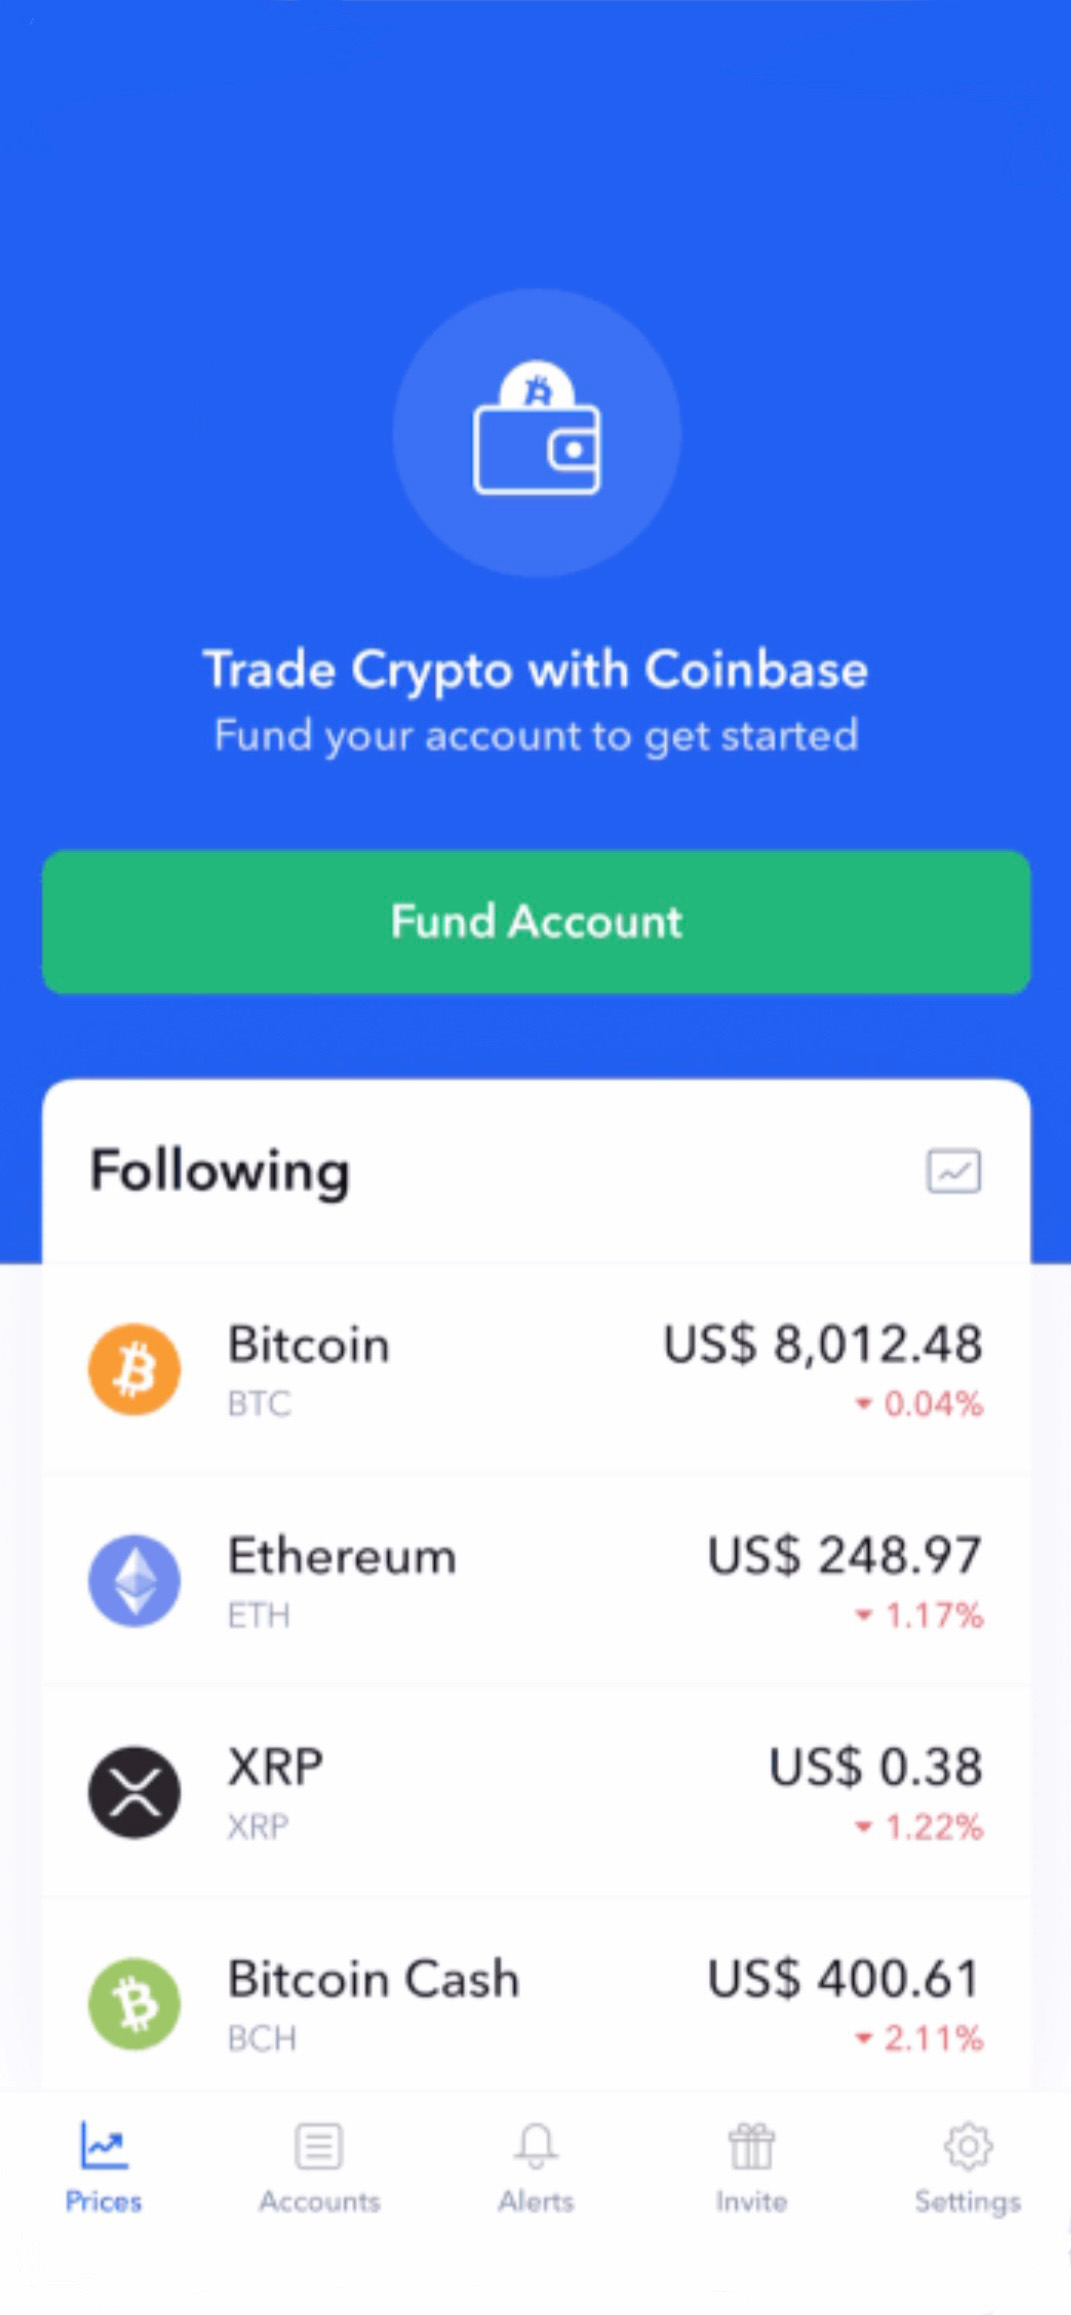 Trade Crypto with Coinbase
Fund your account to get started
Fund Account
Following
Bitcoin US$ 8,012.48
BTC 0.04%
Ethereum US$ 248.97
ETH 1.17%
XRP US$ 0.38
XRP 1.22%
Bitcoin Cash US$ 400.61
BCH 2.11%
Prices Accounts Alerts Invite Settings